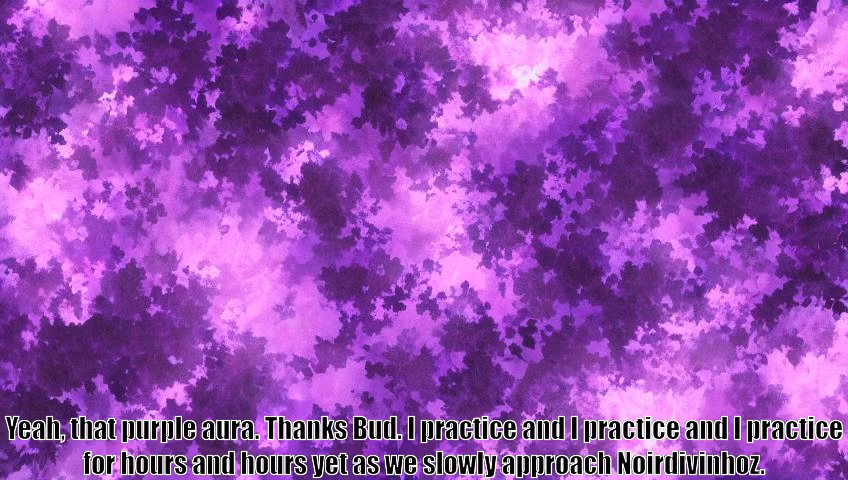 Yeah, that purple aura. Thanks Bud. I practice and I practice and I practice
for hours and hours yet as we slowly approach Noirdivinhoz.